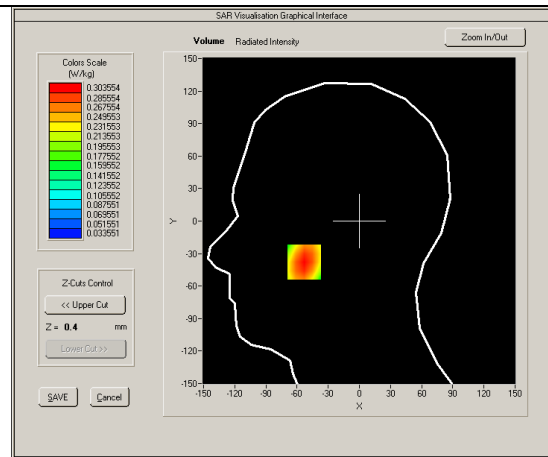 SAR Visualisation Graphical Interface
Volume Radiated Intensity
Zoom In/Out
Colors Scale
(W/kg)
0.303554
0.285554
0.267554
0.249553
0.231553
0.213553
0.195553
0.177552
0.159552
0.141552
0.123552
0.105552
0.087551
0.069551
0.051551
0.033551
Z-Cuts Control
<< Upper Cut
Z = 0.4 mm
Lower Cut >>
SAVE Cancel
Y
150
120
90
60
30
0
-30
-60
-90
-120
-150
-150 -120 -90 -60 -30 0 30 60 90 120 150
X